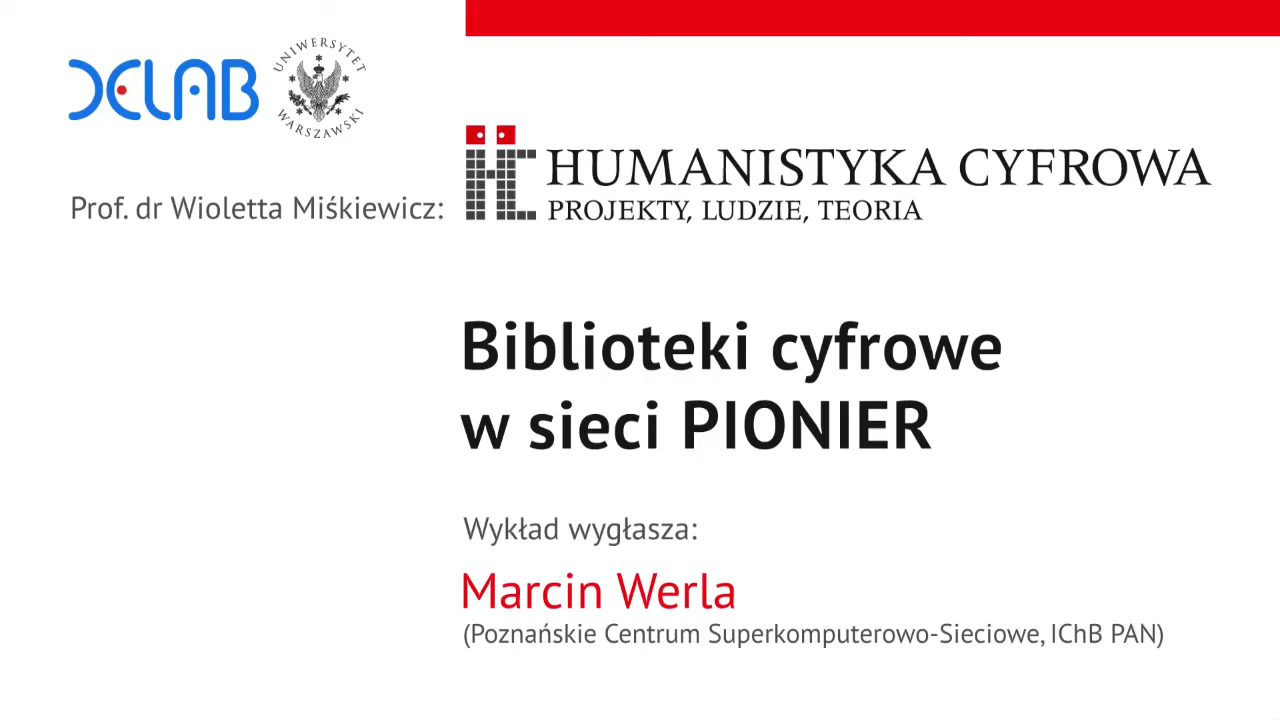 DELAB
UNIWERSYTET
WARSZAWSKI
Prof. dr Wioletta Miśkiewicz:
HC
HUMANISTYKA CYFROWA
PROJEKTY, LUDZIE, TEORIA
Biblioteki cyfrowe
w sieci PIONIER
Wykład wygłasza:
Marcin Werla
(Poznańskie Centrum Superkomputerowo-Sieciowe, IChB PAN)